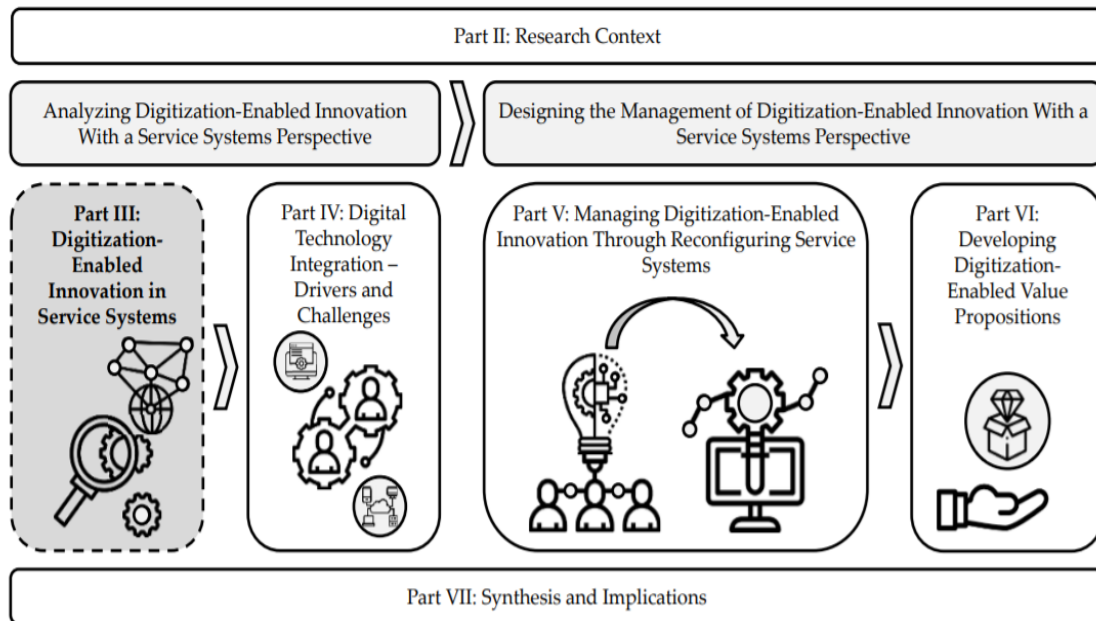 Part II: Research Context
Analyzing Digitization-Enabled Innovation
With a Service Systems Perspective
Designing the Management of Digitization-Enabled Innovation With a
Service Systems Perspective
Part III:
Digitization-
Enabled
Innovation in
Service Systems
Part IV: Digital
Technology
Integration –
Drivers and
Challenges
Part V: Managing Digitization-Enabled
Innovation Through Reconfiguring Service
Systems
Part VI:
Developing
Digitization-
Enabled Value
Propositions
Part VII: Synthesis and Implications